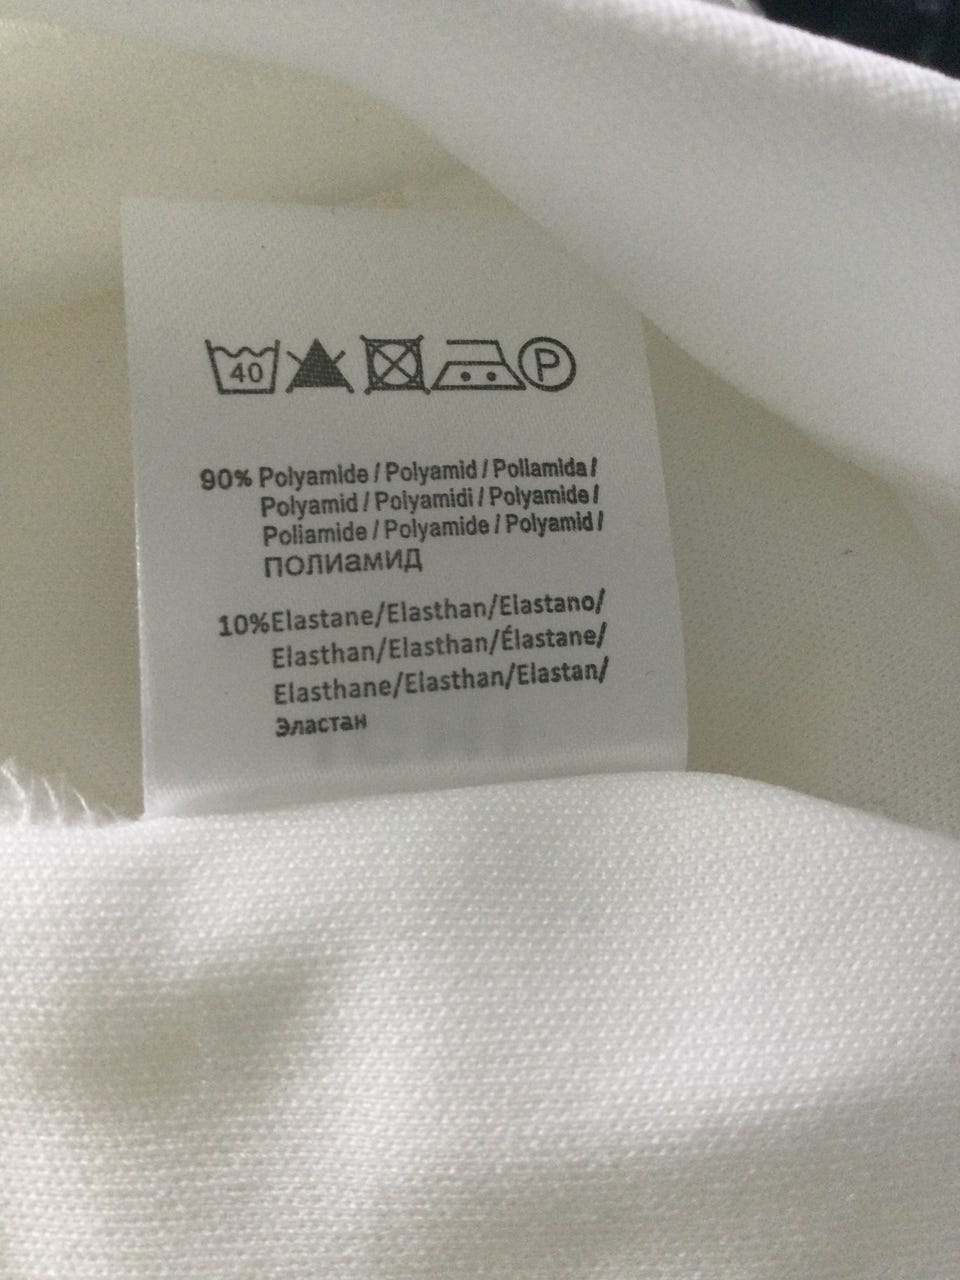 40 P
90% Polyamide / Polyamid / Poliamida /
Polyamid / Polyamidi / Polyamide /
Poliamide / Polyamide / Polyamid /
ПОЛИамИД
10%Elastane/Elasthan/Elastano/
Elasthan/Elasthan/Élastane/
Elasthane/Elasthan/Elastan/
Эластан